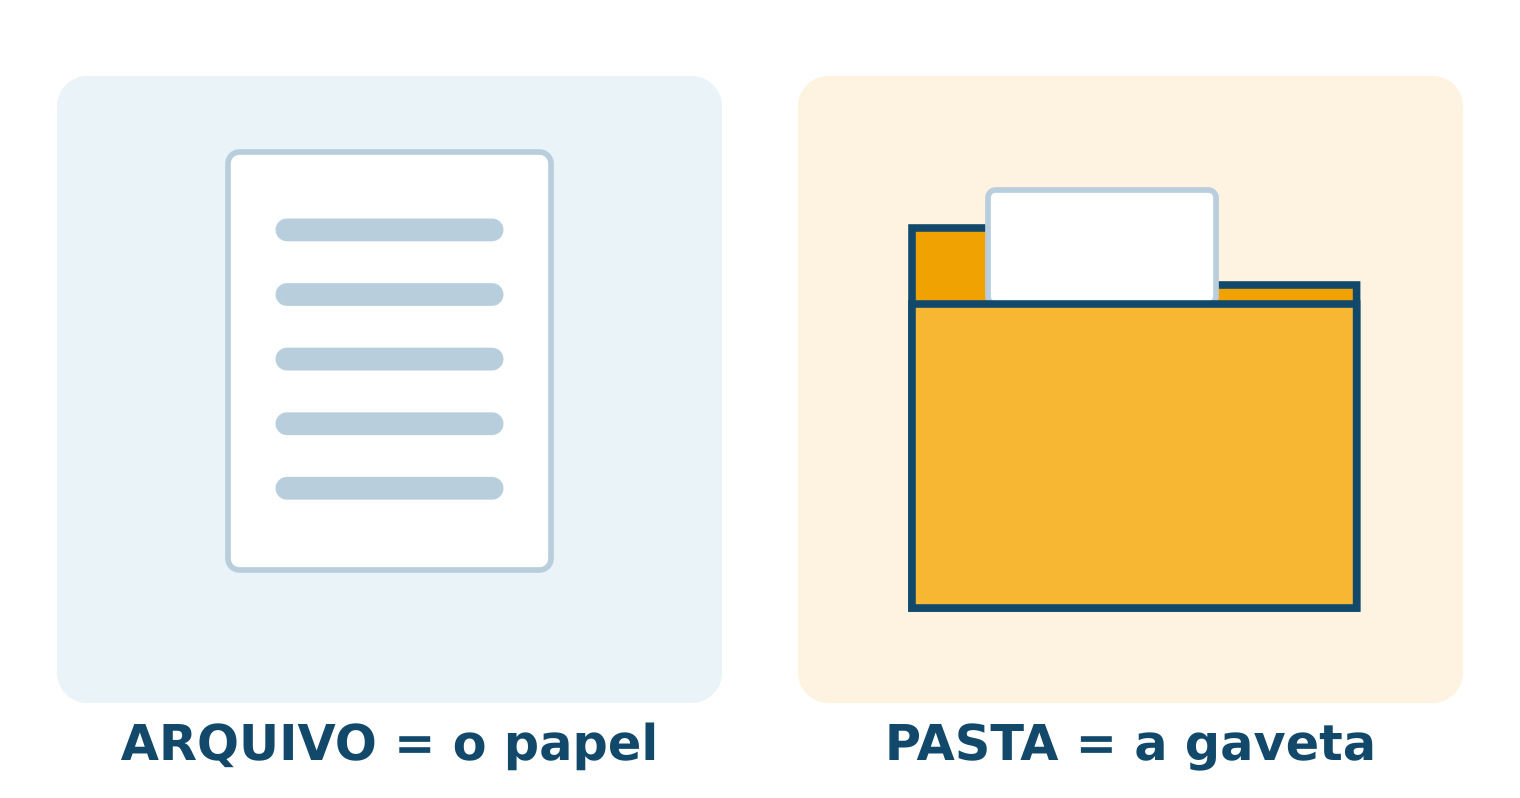 ARQUIVO = o papel
PASTA = a gaveta